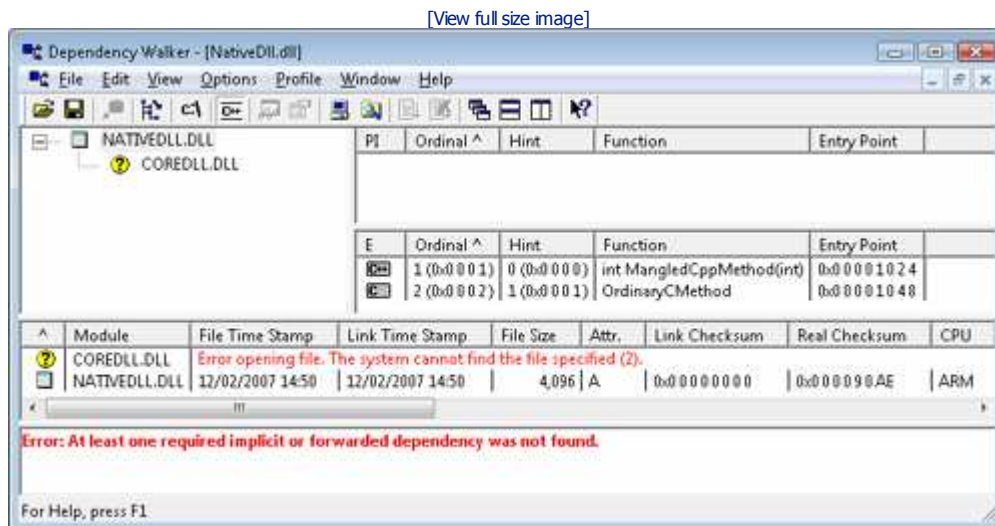 [View full size image]
Dependency Walker - [NativeDll.dll]
File Edit View Options Profile Window Help
NATIVEDLL.DLL
COREDLL.DLL
PI Ordinal ^ Hint Function Entry Point
E Ordinal ^ Hint Function Entry Point
C++ 1 (0x0001) 0 (0x0000) int MangledCppMethod(int) 0x00001024
C 2 (0x0002) 1 (0x0001) OrdinaryCMethod 0x00001048
^ Module File Time Stamp Link Time Stamp File Size Attr. Link Checksum Real Checksum CPU
? COREDLL.DLL Error opening file. The system cannot find the file specified (2).
NATIVEDLL.DLL 12/02/2007 14:50 12/02/2007 14:50 4,096 A 0x00000000 0x000090AE ARM
Error: At least one required implicit or forwarded dependency was not found.
For Help, press F1